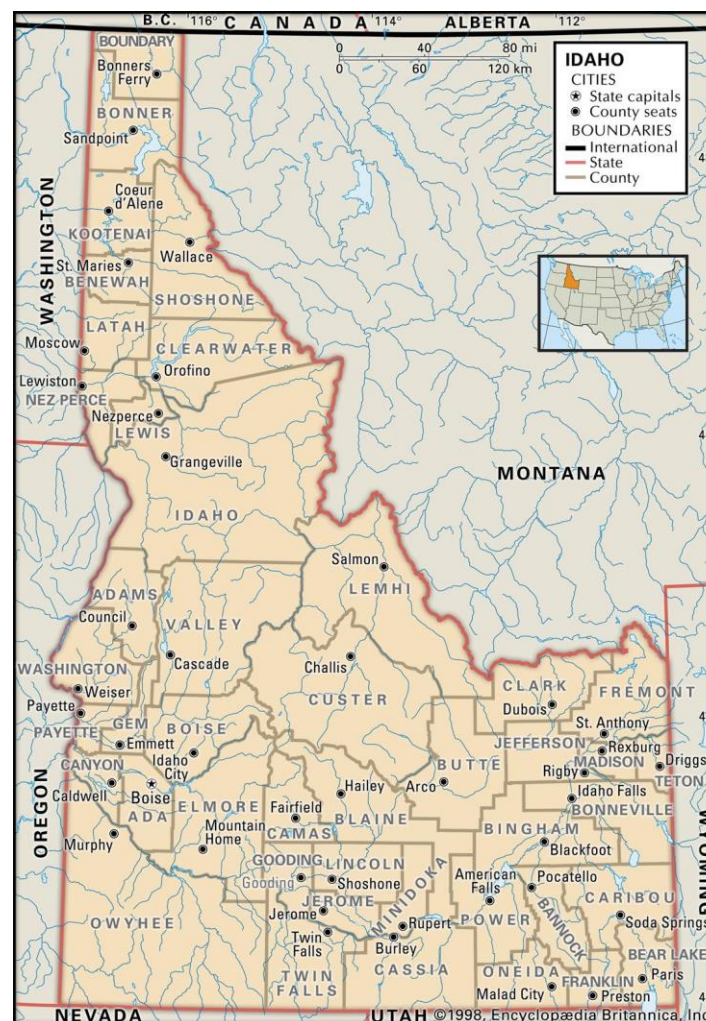 B.C. CANADA ALBERTA
116° 114° 112°
0 40 80 mi
0 60 120 km
IDAHO
CITIES
State capitals
County seats
BOUNDARIES
International
State
County
BOUNDARY
Bonners
Ferry
BONNER
Sandpoint
WASHINGTON
Coeur
d'Alene
KOOTENAI
Wallace
St. Maries
BENEWAH
SHOSHONE
LATAH
CLEARWATER
Moscow
Orofino
Lewiston
NEZ PERCE
Nezperce
LEWIS
Grangeville
MONTANA
IDAHO
Salmon
LEMHI
ADAMS
Council
VALLEY
Cascade
Challis
CUSTER
WASHINGTON
Weiser
Payette
PAYETTE
GEM
Emmett
BOISE
Idaho
City
CLARK
Dubois
FREMONT
St. Anthony
JEFFERSON
Rexburg
MADISON
Rigby
Driggs
TETON
BUTTE
Arco
CANYON
Caldwell
Boise
ADA
ELMORE
Mountain
Home
Hailey
Fairfield
BLAINE
CAMAS
Idaho Falls
BONNEVILLE
BINGHAM
Blackfoot
OREGON
WYOMING
Murphy
GOODING
Gooding
LINCOLN
Shoshone
JEROME
Jerome
MINIDOKA
American
Falls
Pocatello
POWER
BANNOCK
CARIBOU
Soda Springs
OWYHEE
Twin
Falls
TWIN
FALLS
Rupert
Burley
CASSIA
ONEIDA
Malad City
FRANKLIN
Preston
BEAR LAKE
Paris
NEVADA UTAH ©1998, Encyclopædia Britannica, Inc